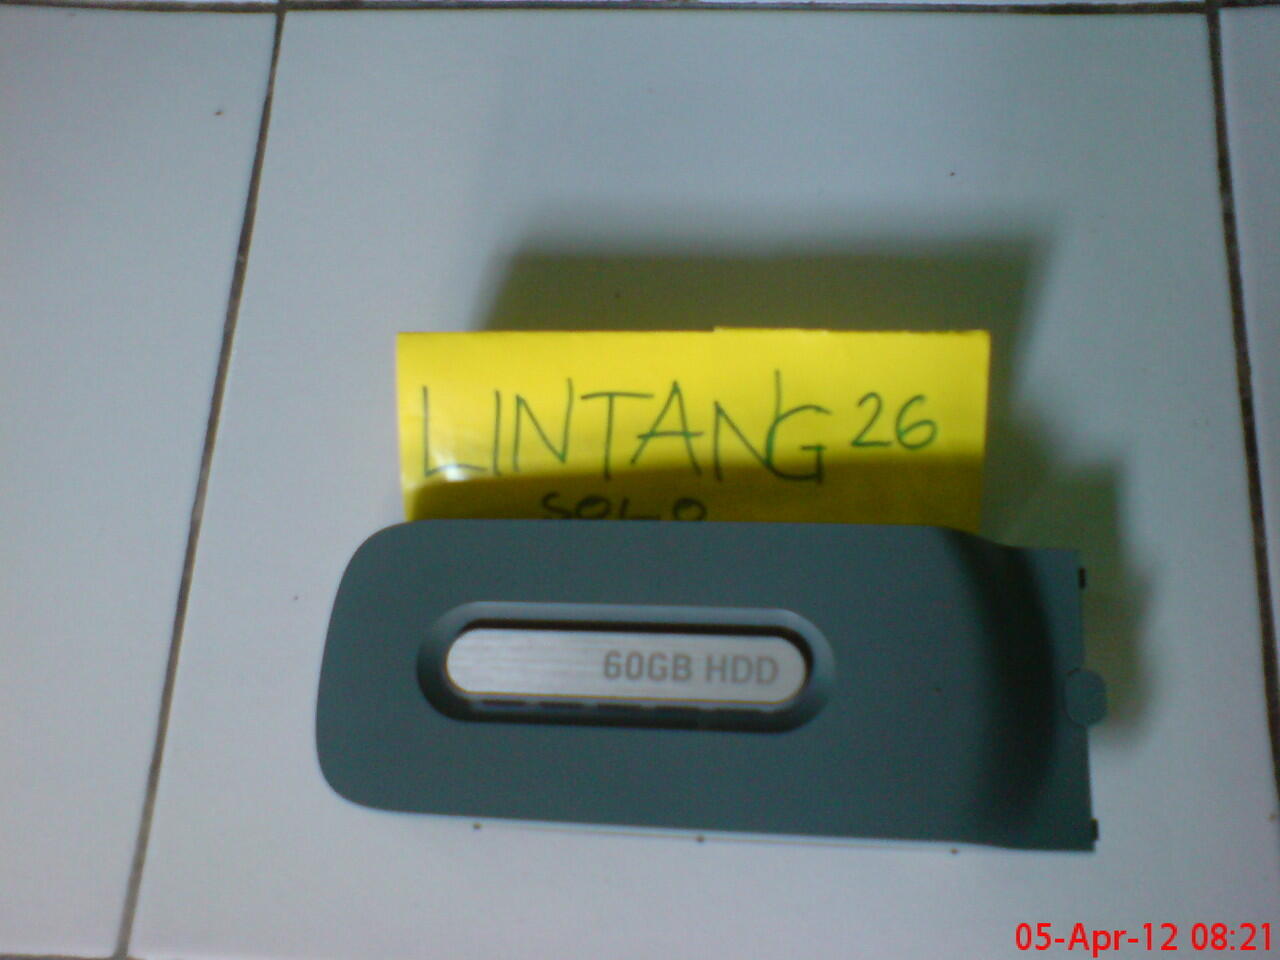 LINTANG 26
SOLO
60GB HDD
05-Apr-12 08:21